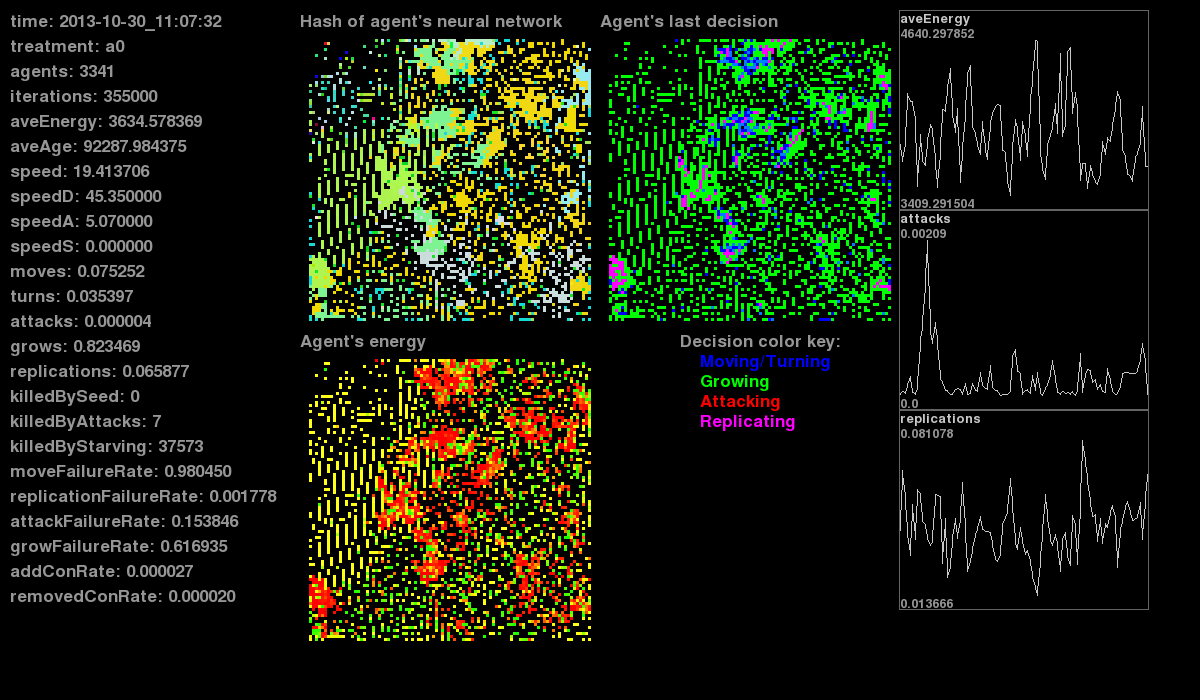 time: 2013-10-30_11:07:32
treatment: a0
agents: 3341
iterations: 355000
aveEnergy: 3634.578369
aveAge: 92287.984375
speed: 19.413706
speedD: 45.350000
speedA: 5.070000
speedS: 0.000000
moves: 0.075252
turns: 0.035397
attacks: 0.000004
grows: 0.823469
replications: 0.065877
killedBySeed: 0
killedByAttacks: 7
killedByStarving: 37573
moveFailureRate: 0.980450
replicationFailureRate: 0.001778
attackFailureRate: 0.153846
growFailureRate: 0.616935
addConRate: 0.000027
removedConRate: 0.000020
Hash of agent's neural network
Agent's last decision
Agent's energy
Decision color key:
Moving/Turning
Growing
Attacking
Replicating
aveEnergy
4640.297852
3409.291504
attacks
0.00209
0.0
replications
0.081078
0.013666